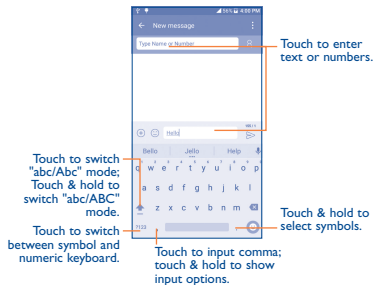 56% 4:00 PM
New message
Type Name or Number
Touch to enter
text or numbers.
Hello
Bello Jello Help
q w e r t y u i o p
a s d f g h j k l
z x c v b n m
?123 , .
Touch to switch
"abc/Abc" mode;
Touch & hold to
switch "abc/ABC"
mode.
Touch to switch
between symbol and
numeric keyboard.
Touch to input comma;
touch & hold to show
input options.
Touch & hold to
select symbols.